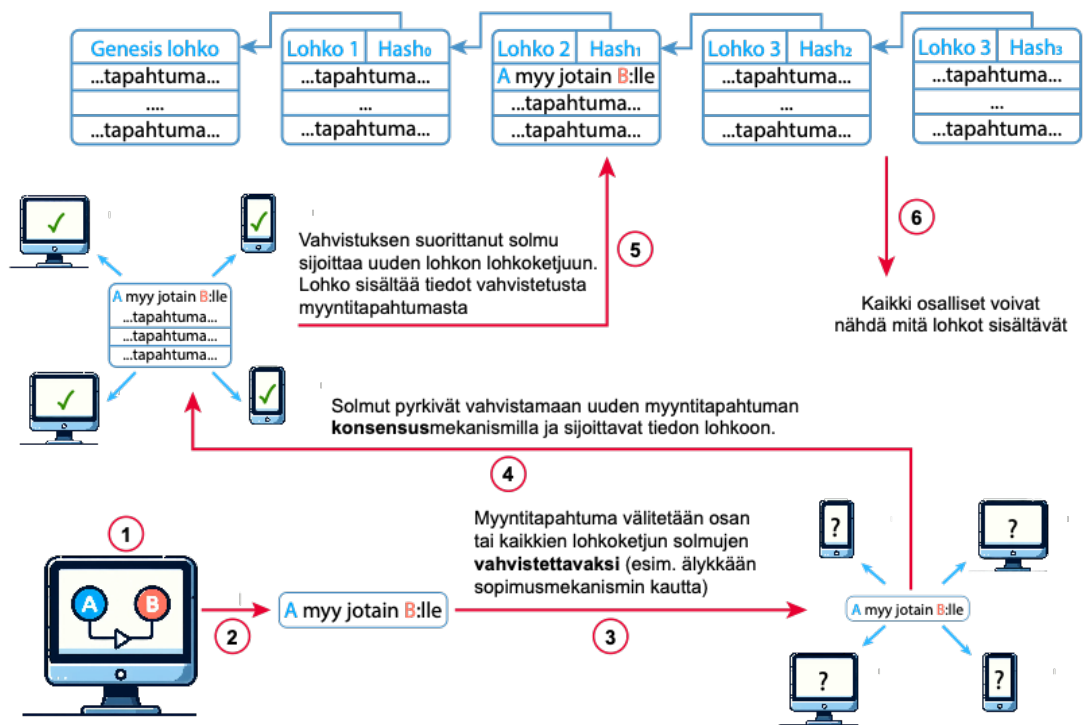 Genesis lohko
...tapahtuma...
....
...tapahtuma...
Lohko 1 Hash₀
...tapahtuma...
...
...tapahtuma...
Lohko 2 Hash₁
A myy jotain B:lle
...tapahtuma...
...tapahtuma...
Lohko 3 Hash₂
...tapahtuma...
...
...tapahtuma...
Lohko 3 Hash₃
...tapahtuma...
...
...tapahtuma...
A myy jotain B:lle
...tapahtuma...
...tapahtuma...
...tapahtuma...
Vahvistuksen suorittanut solmu
sijoittaa uuden lohkon lohkoketjuun.
Lohko sisältää tiedot vahvistetusta
myyntitapahtumasta
5
6
Kaikki osalliset voivat
nähdä mitä lohkot sisältävät
Solmut pyrkivät vahvistamaan uuden myyntitapahtuman
konsensusmekanismilla ja sijoittavat tiedon lohkoon.
4
1
A B
2
A myy jotain B:lle
Myyntitapahtuma välitetään osan
tai kaikkien lohkoketjun solmujen
vahvistettavaksi (esim. älykkään
sopimusmekanismin kautta)
3
?
?
A myy jotain B:lle
?
?